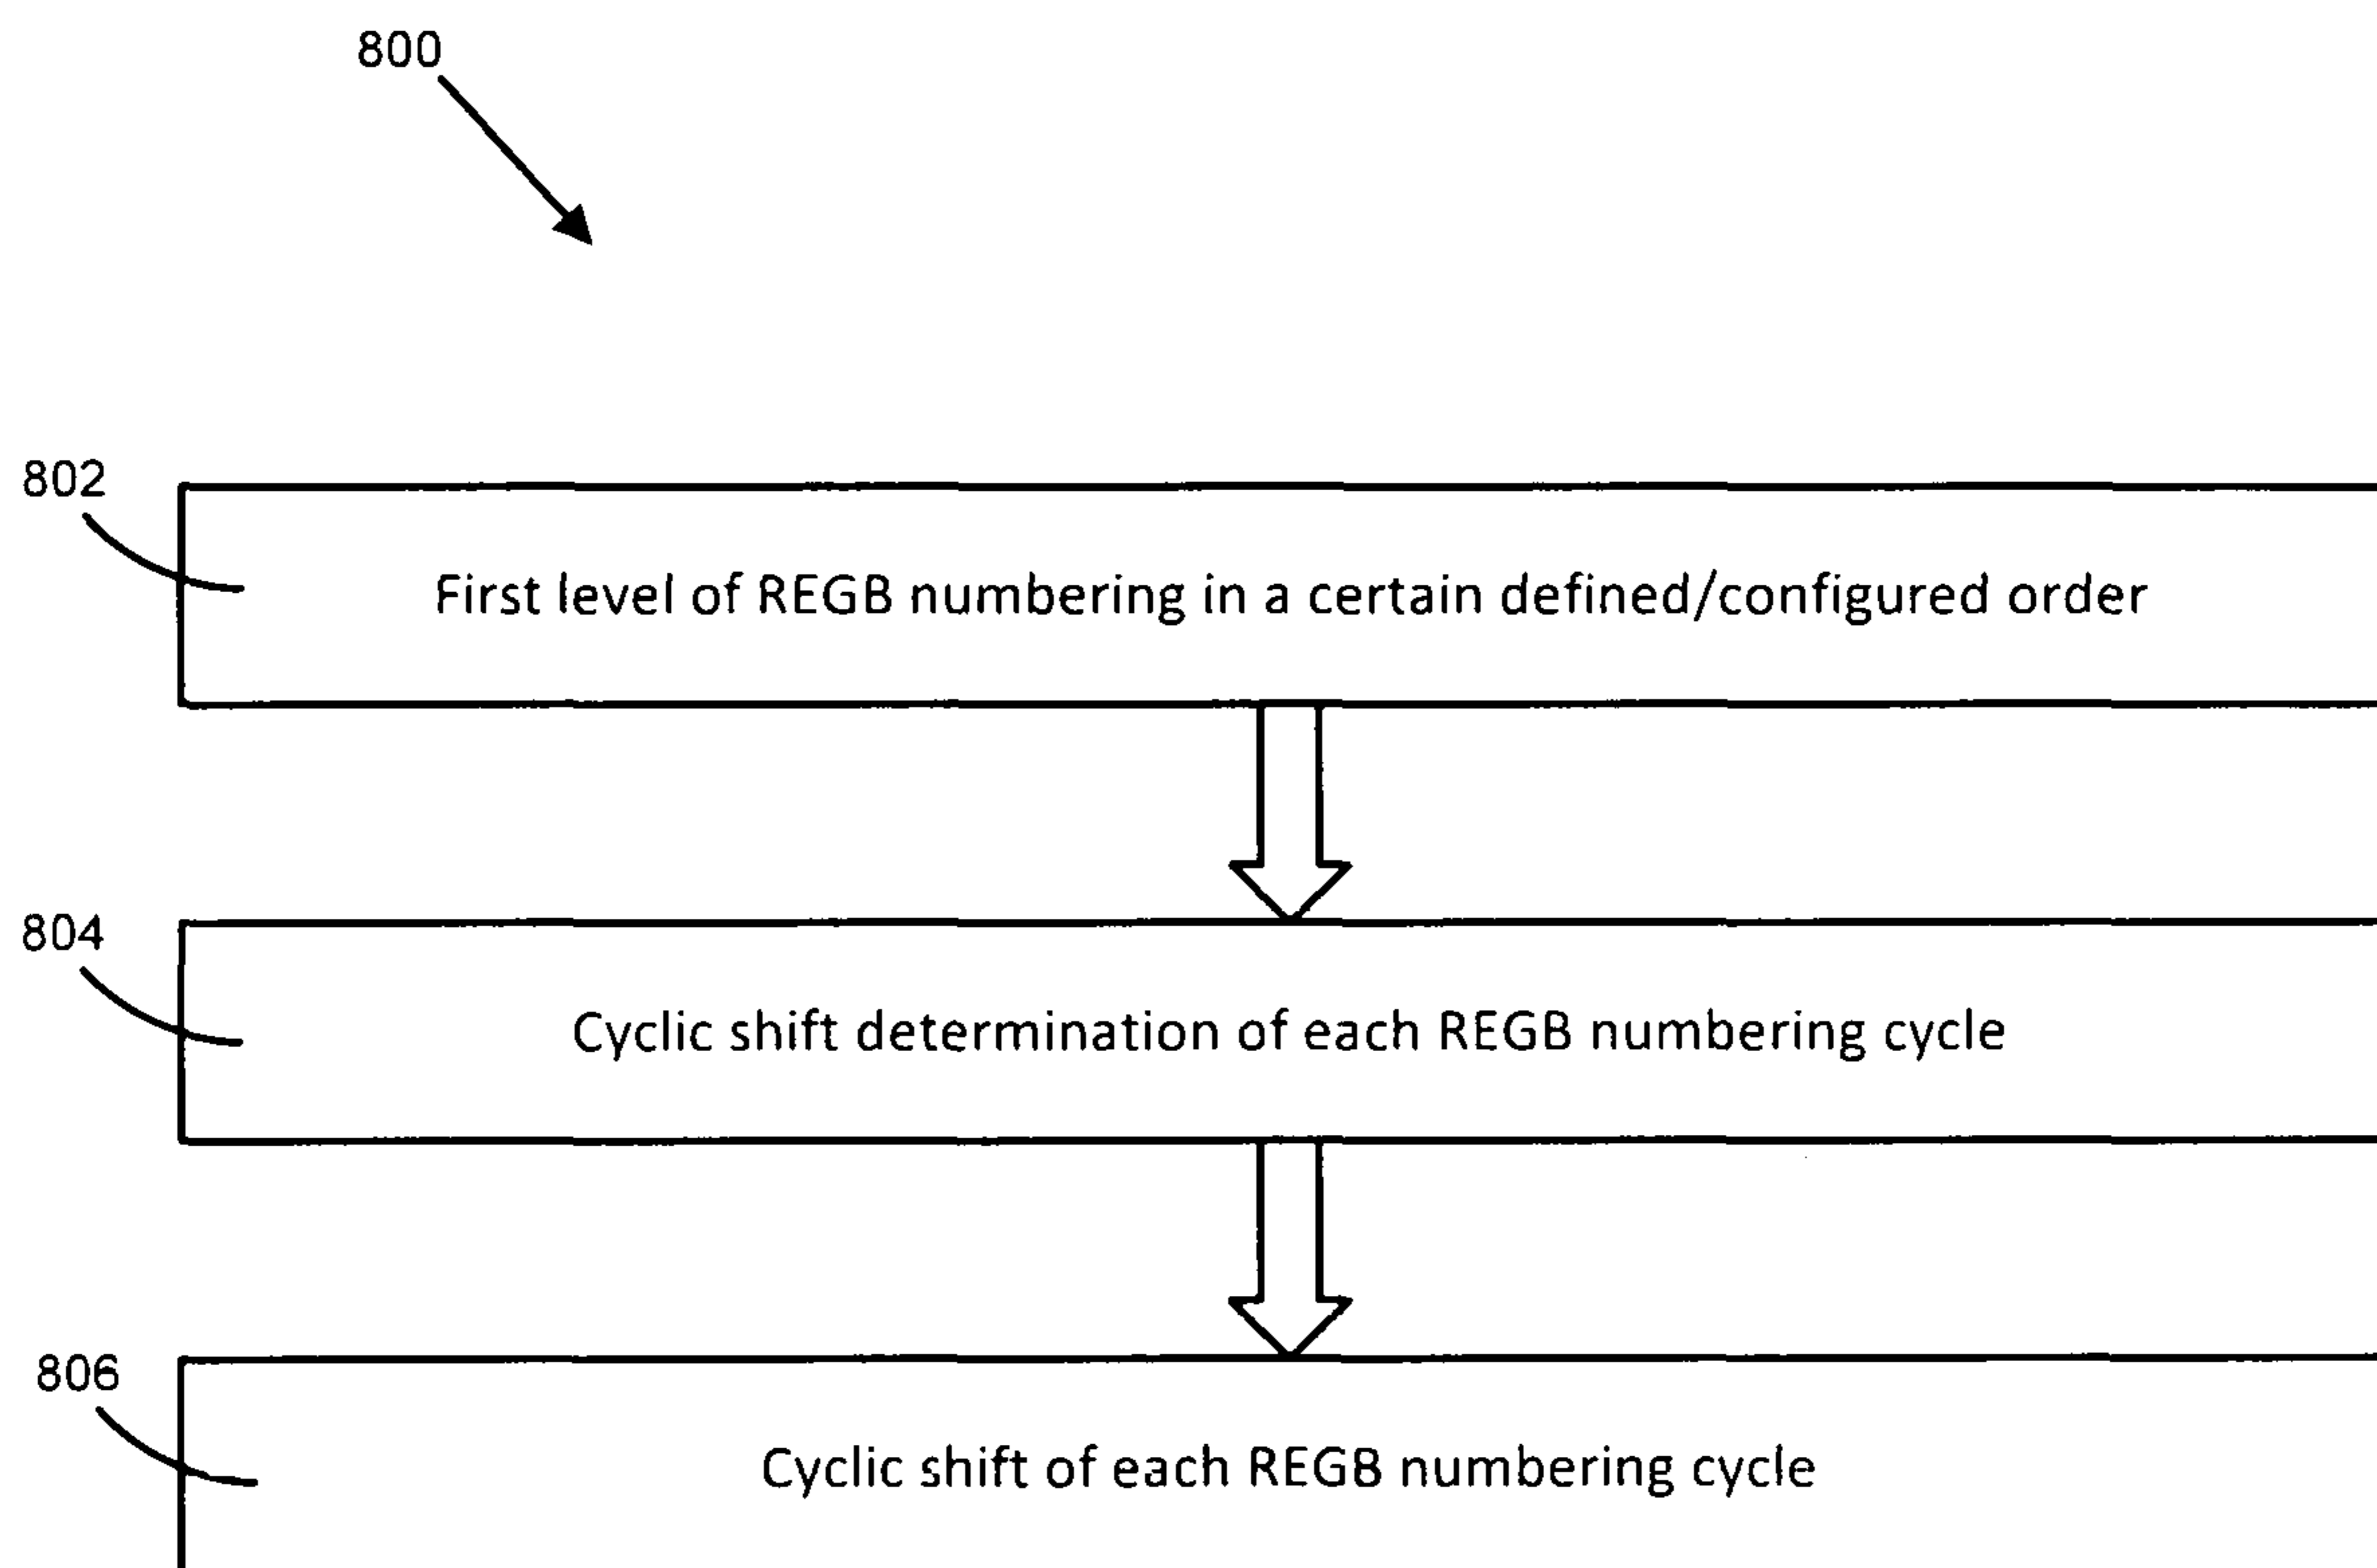 800
802
First level of REGB numbering in a certain defined/configured order
804
Cyclic shift determination of each REGB numbering cycle
806
Cyclic shift of each REGB numbering cycle